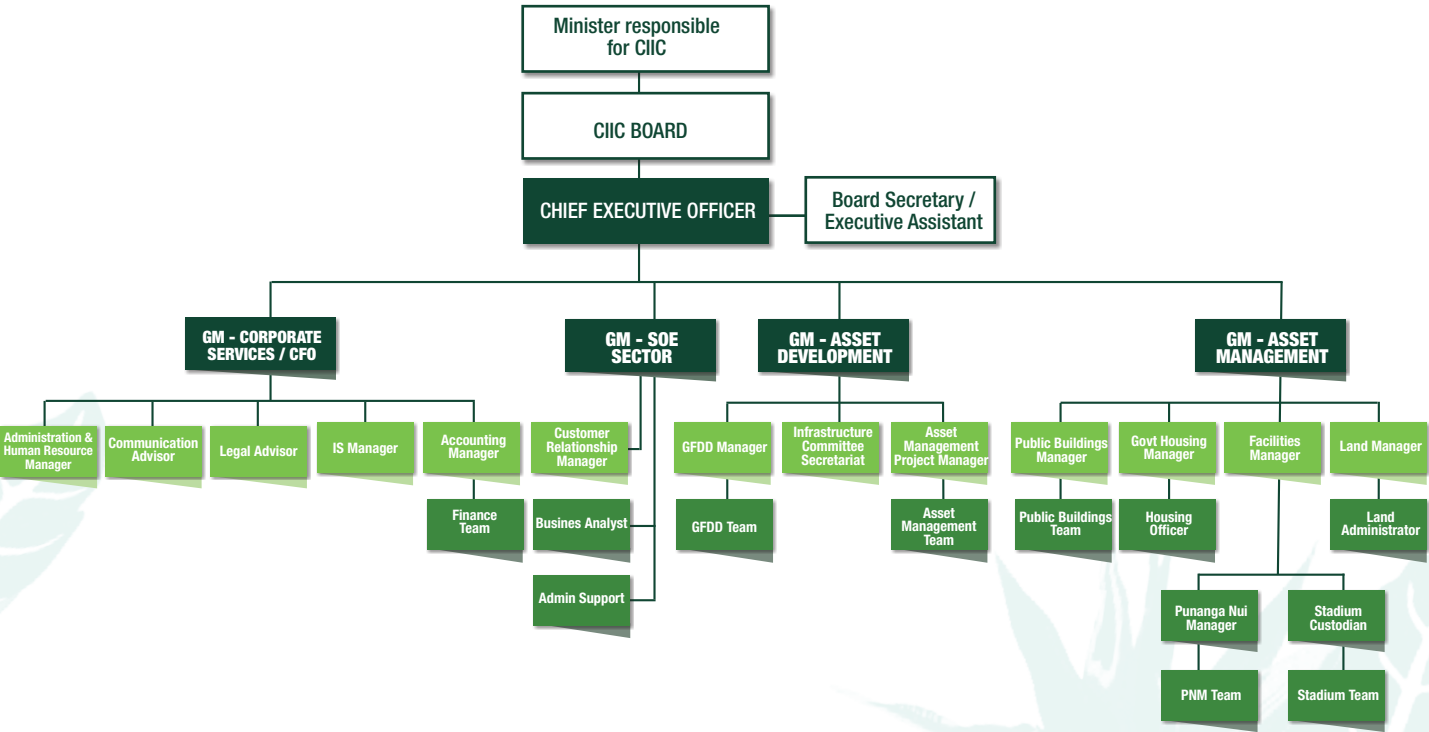 Minister responsible
for CIIC
CIIC BOARD
CHIEF EXECUTIVE OFFICER
Board Secretary /
Executive Assistant
GM - CORPORATE
SERVICES / CFO
GM - SOE
SECTOR
GM - ASSET
DEVELOPMENT
GM - ASSET
MANAGEMENT
Administration &
Human Resource
Manager
Communication
Advisor
Legal Advisor
IS Manager
Accounting
Manager
Customer
Relationship
Manager
GFDD Manager
Infrastructure
Committee
Secretariat
Asset
Management
Project Manager
Public Buildings
Manager
Govt Housing
Manager
Facilities
Manager
Land Manager
Finance
Team
Busines Analyst
GFDD Team
Asset
Management
Team
Public Buildings
Team
Housing
Officer
Land
Administrator
Admin Support
Punanga Nui
Manager
Stadium
Custodian
PNM Team
Stadium Team